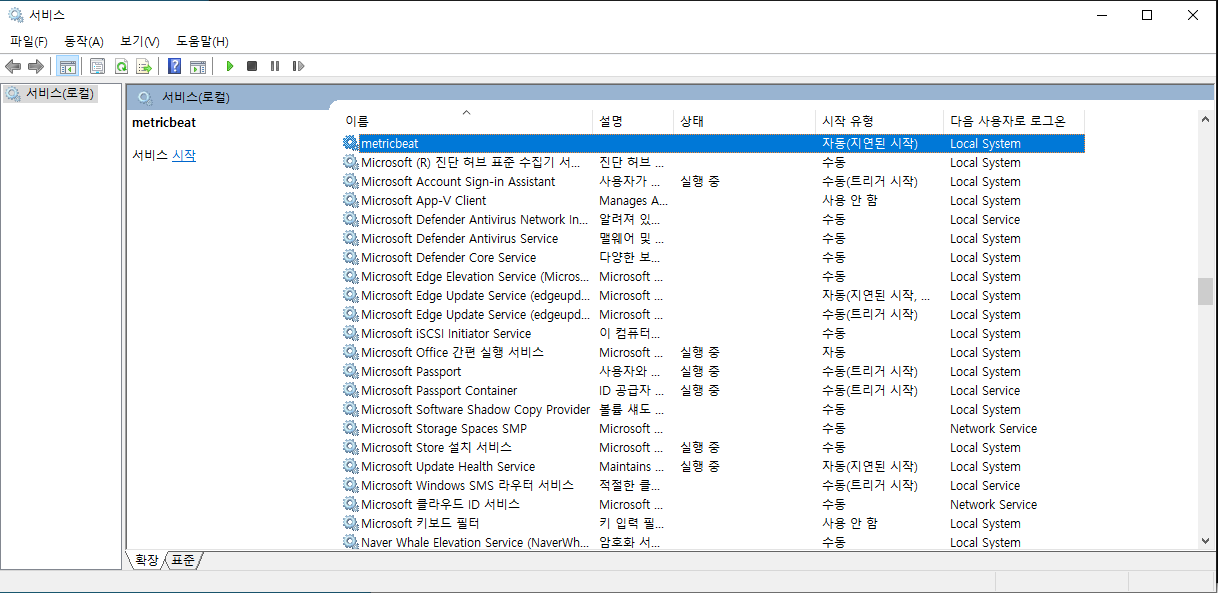 서비스
파일(F) 동작(A) 보기(V) 도움말(H)
서비스(로컬)
서비스(로컬)
metricbeat
서비스 시작
이름 설명 상태 시작 유형 다음 사용자로 로그온
metricbeat 자동(지연된 시작) Local System
Microsoft (R) 진단 허브 표준 수집기 서... 진단 허브 ... 수동 Local System
Microsoft Account Sign-in Assistant 사용자가 ... 실행 중 수동(트리거 시작) Local System
Microsoft App-V Client Manages A... 사용 안 함 Local System
Microsoft Defender Antivirus Network In... 알려져 있... 수동 Local Service
Microsoft Defender Antivirus Service 맬웨어 및 ... 수동 Local System
Microsoft Defender Core Service 다양한 보... 수동 Local System
Microsoft Edge Elevation Service (Micros... Microsoft ... 수동 Local System
Microsoft Edge Update Service (edgeupd... Microsoft ... 자동(지연된 시작, ... Local System
Microsoft Edge Update Service (edgeupd... Microsoft ... 수동(트리거 시작) Local System
Microsoft iSCSI Initiator Service 이 컴퓨터... 수동 Local System
Microsoft Office 간편 실행 서비스 Microsoft ... 실행 중 자동 Local System
Microsoft Passport 사용자와 ... 실행 중 수동(트리거 시작) Local System
Microsoft Passport Container ID 공급자 ... 실행 중 수동(트리거 시작) Local Service
Microsoft Software Shadow Copy Provider 볼륨 섀도 ... 수동 Local System
Microsoft Storage Spaces SMP Microsoft ... 수동 Network Service
Microsoft Store 설치 서비스 Microsoft ... 실행 중 수동 Local System
Microsoft Update Health Service Maintains ... 실행 중 자동(지연된 시작) Local System
Microsoft Windows SMS 라우터 서비스 적절한 클... 수동(트리거 시작) Local Service
Microsoft 클라우드 ID 서비스 Microsoft ... 수동 Network Service
Microsoft 키보드 필터 키 입력 필... 사용 안 함 Local System
Naver Whale Elevation Service (NaverWh... 암호화 서... 수동 Local System
확장 표준